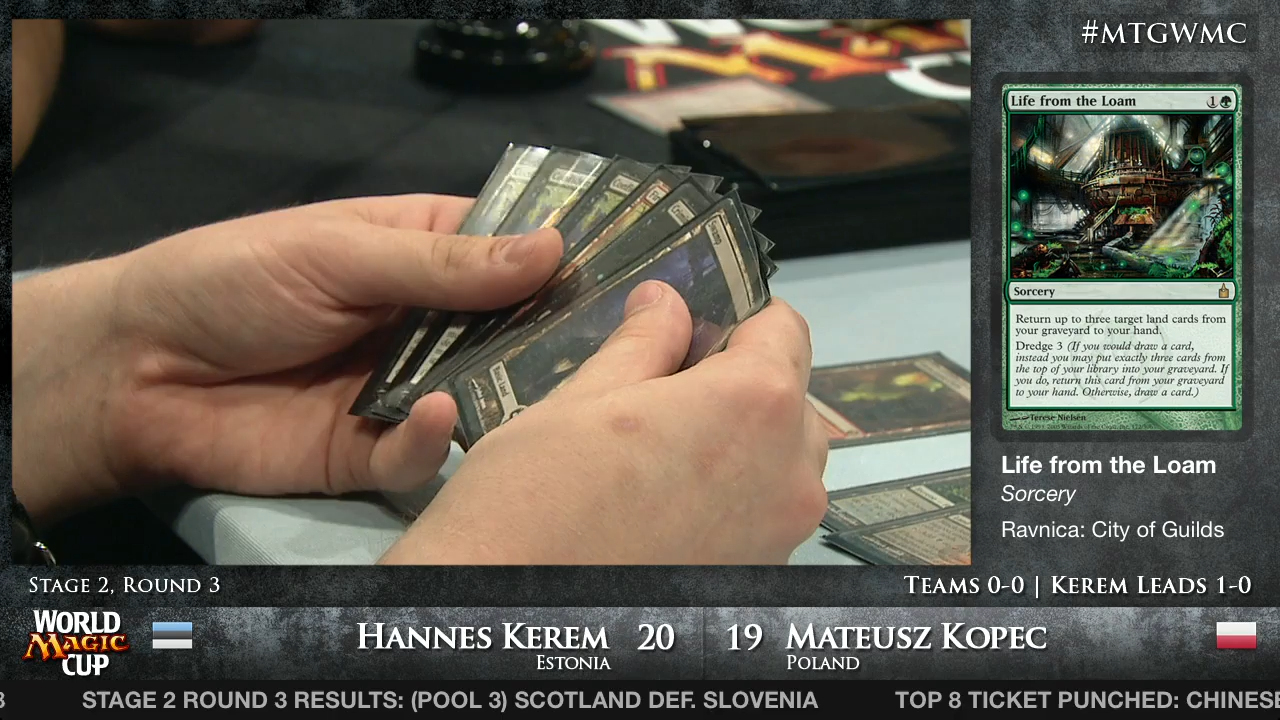 #MTGWMC
Life from the Loam 1
Sorcery
Return up to three target land cards from
your graveyard to your hand.
Dredge 3 (If you would draw a card,
instead you may put exactly three cards from
the top of your library into your graveyard. If
you do, return this card from your graveyard
to your hand. Otherwise, draw a card.)
Terese Nielsen
Life from the Loam
Sorcery
Ravnica: City of Guilds
Swamp
STAGE 2, ROUND 3
TEAMS 0-0 | KEREM LEADS 1-0
WORLD
MAGIC
CUP
HANNES KEREM 20
ESTONIA
19 MATEUSZ KOPEC
POLAND
3 STAGE 2 ROUND 3 RESULTS: (POOL 3) SCOTLAND DEF. SLOVENIA TOP 8 TICKET PUNCHED: CHINESE